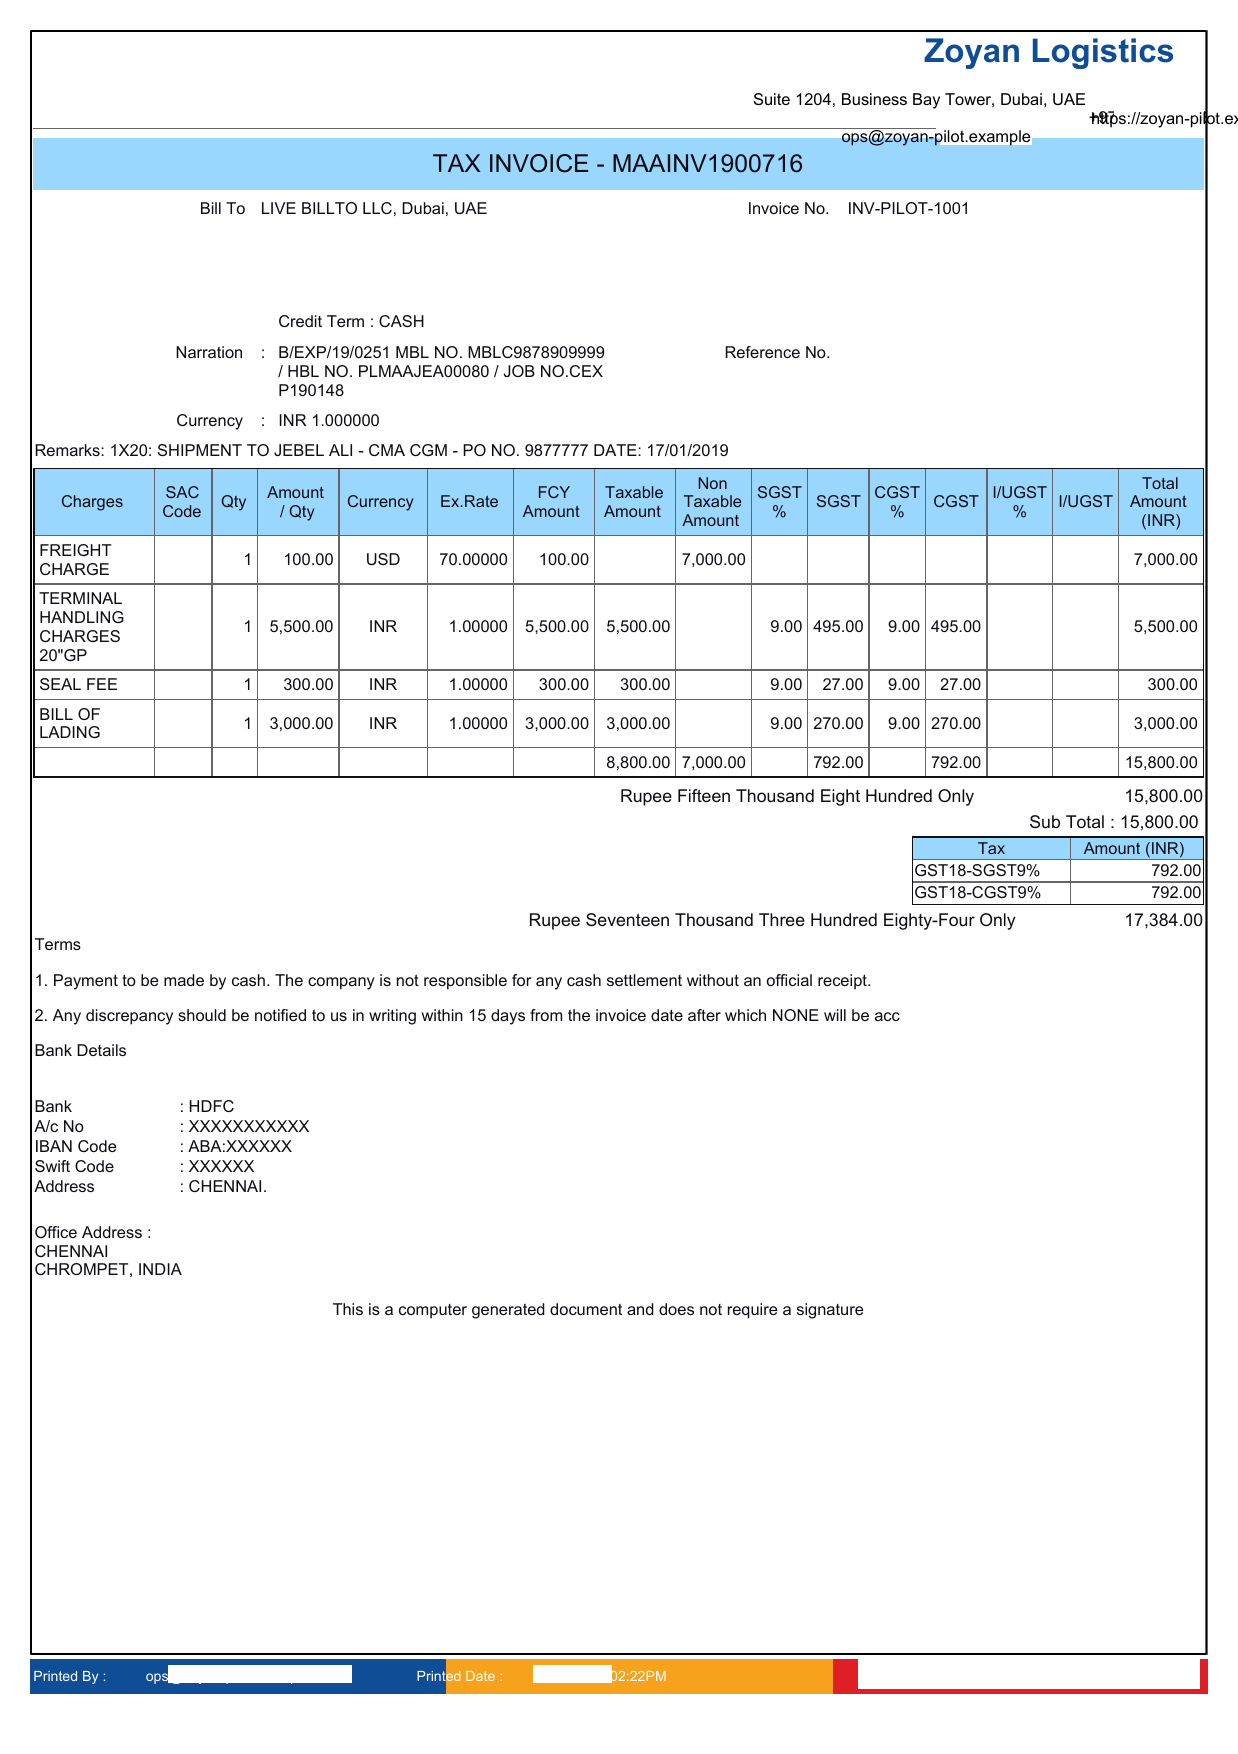 Zoyan Logistics
Suite 1204, Business Bay Tower, Dubai, UAE
https://zoyan-pilot.ex
ops@zoyan-pilot.example
TAX INVOICE - MAAINV1900716
Bill To LIVE BILLTO LLC, Dubai, UAE Invoice No. INV-PILOT-1001
Credit Term : CASH
Narration : B/EXP/19/0251 MBL NO. MBLC9878909999 Reference No.
/ HBL NO. PLMAAJEA00080 / JOB NO.CEX
P190148
Currency : INR 1.000000
Remarks: 1X20: SHIPMENT TO JEBEL ALI - CMA CGM - PO NO. 9877777 DATE: 17/01/2019
Charges SAC Code Qty Amount / Qty Currency Ex.Rate FCY Amount Taxable Amount Non Taxable Amount SGST % SGST CGST % CGST I/UGST % I/UGST Total Amount (INR)
FREIGHT CHARGE 1 100.00 USD 70.00000 100.00 7,000.00 7,000.00
TERMINAL HANDLING CHARGES 20"GP 1 5,500.00 INR 1.00000 5,500.00 5,500.00 9.00 495.00 9.00 495.00 5,500.00
SEAL FEE 1 300.00 INR 1.00000 300.00 300.00 9.00 27.00 9.00 27.00 300.00
BILL OF LADING 1 3,000.00 INR 1.00000 3,000.00 3,000.00 9.00 270.00 9.00 270.00 3,000.00
8,800.00 7,000.00 792.00 792.00 15,800.00
Rupee Fifteen Thousand Eight Hundred Only 15,800.00
Sub Total : 15,800.00
Tax Amount (INR)
GST18-SGST9% 792.00
GST18-CGST9% 792.00
Rupee Seventeen Thousand Three Hundred Eighty-Four Only 17,384.00
Terms
1. Payment to be made by cash. The company is not responsible for any cash settlement without an official receipt.
2. Any discrepancy should be notified to us in writing within 15 days from the invoice date after which NONE will be acc
Bank Details
Bank : HDFC
A/c No : XXXXXXXXXXX
IBAN Code : ABA:XXXXXX
Swift Code : XXXXXX
Address : CHENNAI.
Office Address :
CHENNAI
CHROMPET, INDIA
This is a computer generated document and does not require a signature
Printed By : ops Printed Date : 02:22PM